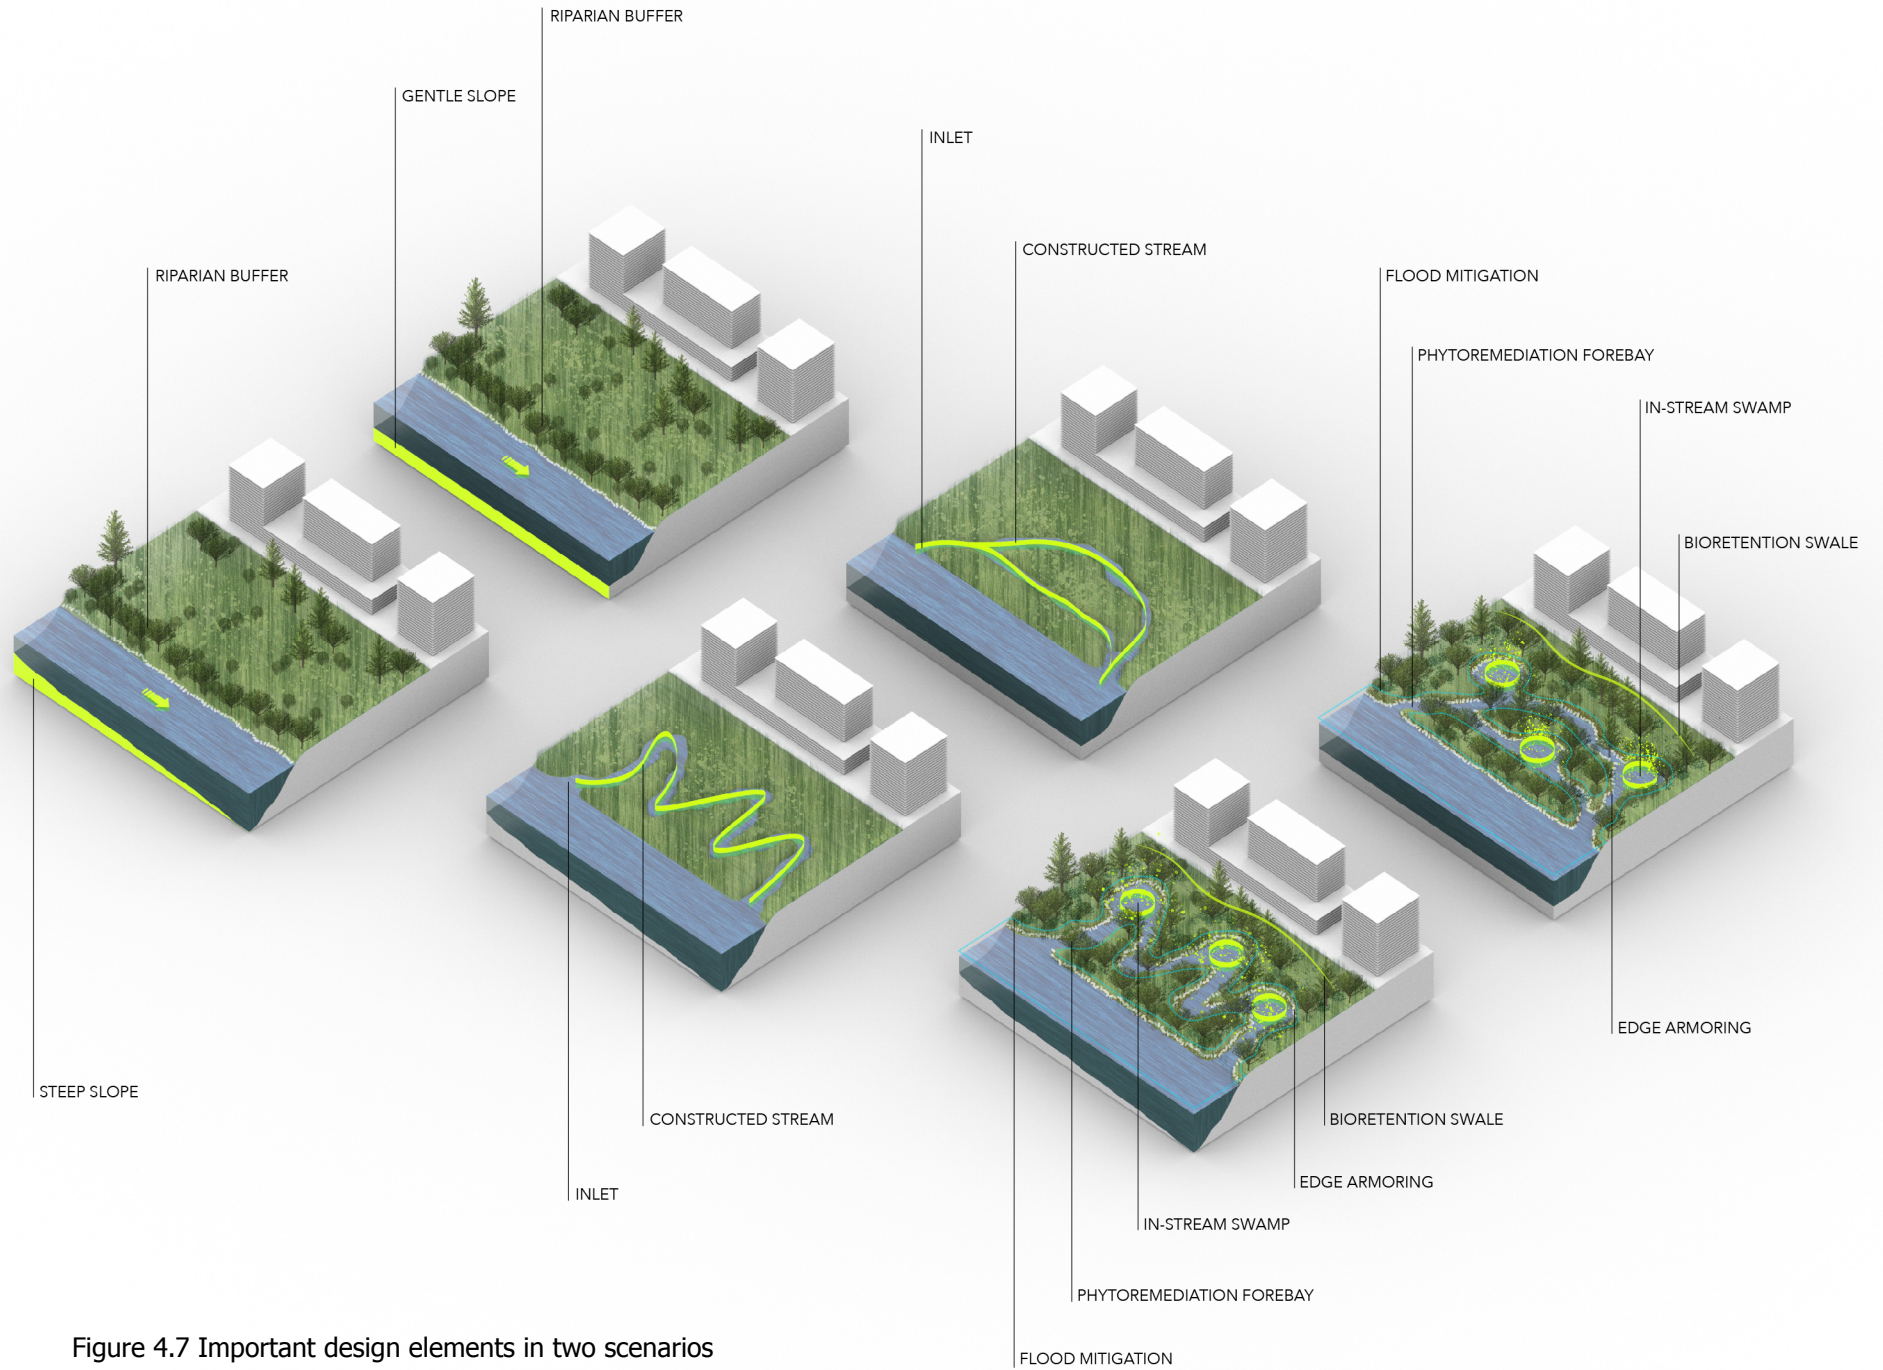 RIPARIAN BUFFER
GENTLE SLOPE
INLET
CONSTRUCTED STREAM
RIPARIAN BUFFER
FLOOD MITIGATION
PHYTOREMEDIATION FOREBAY
IN-STREAM SWAMP
BIORETENTION SWALE
EDGE ARMORING
STEEP SLOPE
CONSTRUCTED STREAM
BIORETENTION SWALE
EDGE ARMORING
INLET
IN-STREAM SWAMP
PHYTOREMEDIATION FOREBAY
Figure 4.7 Important design elements in two scenarios
FLOOD MITIGATION